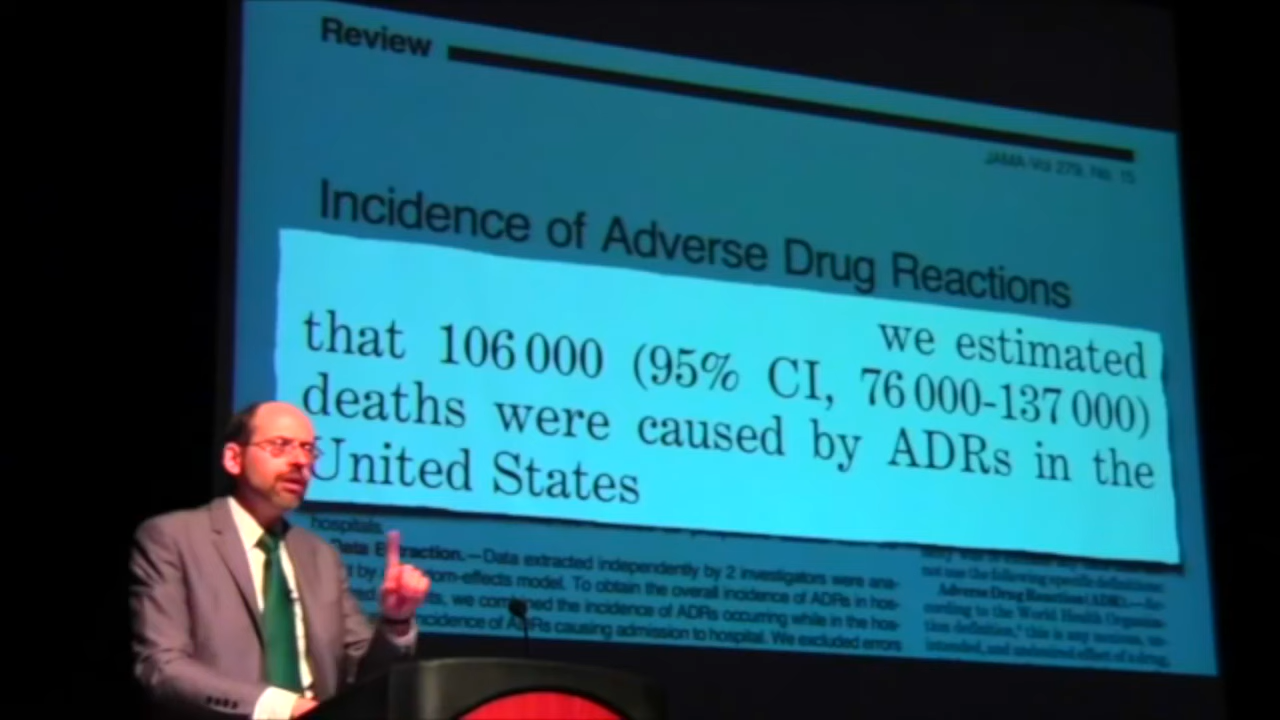 Review
JAMA Vol 279, No. 15
Incidence of Adverse Drug Reactions
we estimated
that 106 000 (95% CI, 76 000-137 000)
deaths were caused by ADRs in the
United States
hospitals.
Data Extraction.—Data extracted independently by 2 investigators were ana-
by om-effects model. To obtain the overall incidence of ADRs in hos-
we combined the incidence of ADRs occurring while in the hos-
incidence of ADRs causing admission to hospital. We excluded errors
not use the following specific definitions:
Adverse Drug Reaction (ADR).—Ac-
cording to the World Health Organiza-
tion definition, this is any noxious, un-
intended, and undesired effect of a drug,